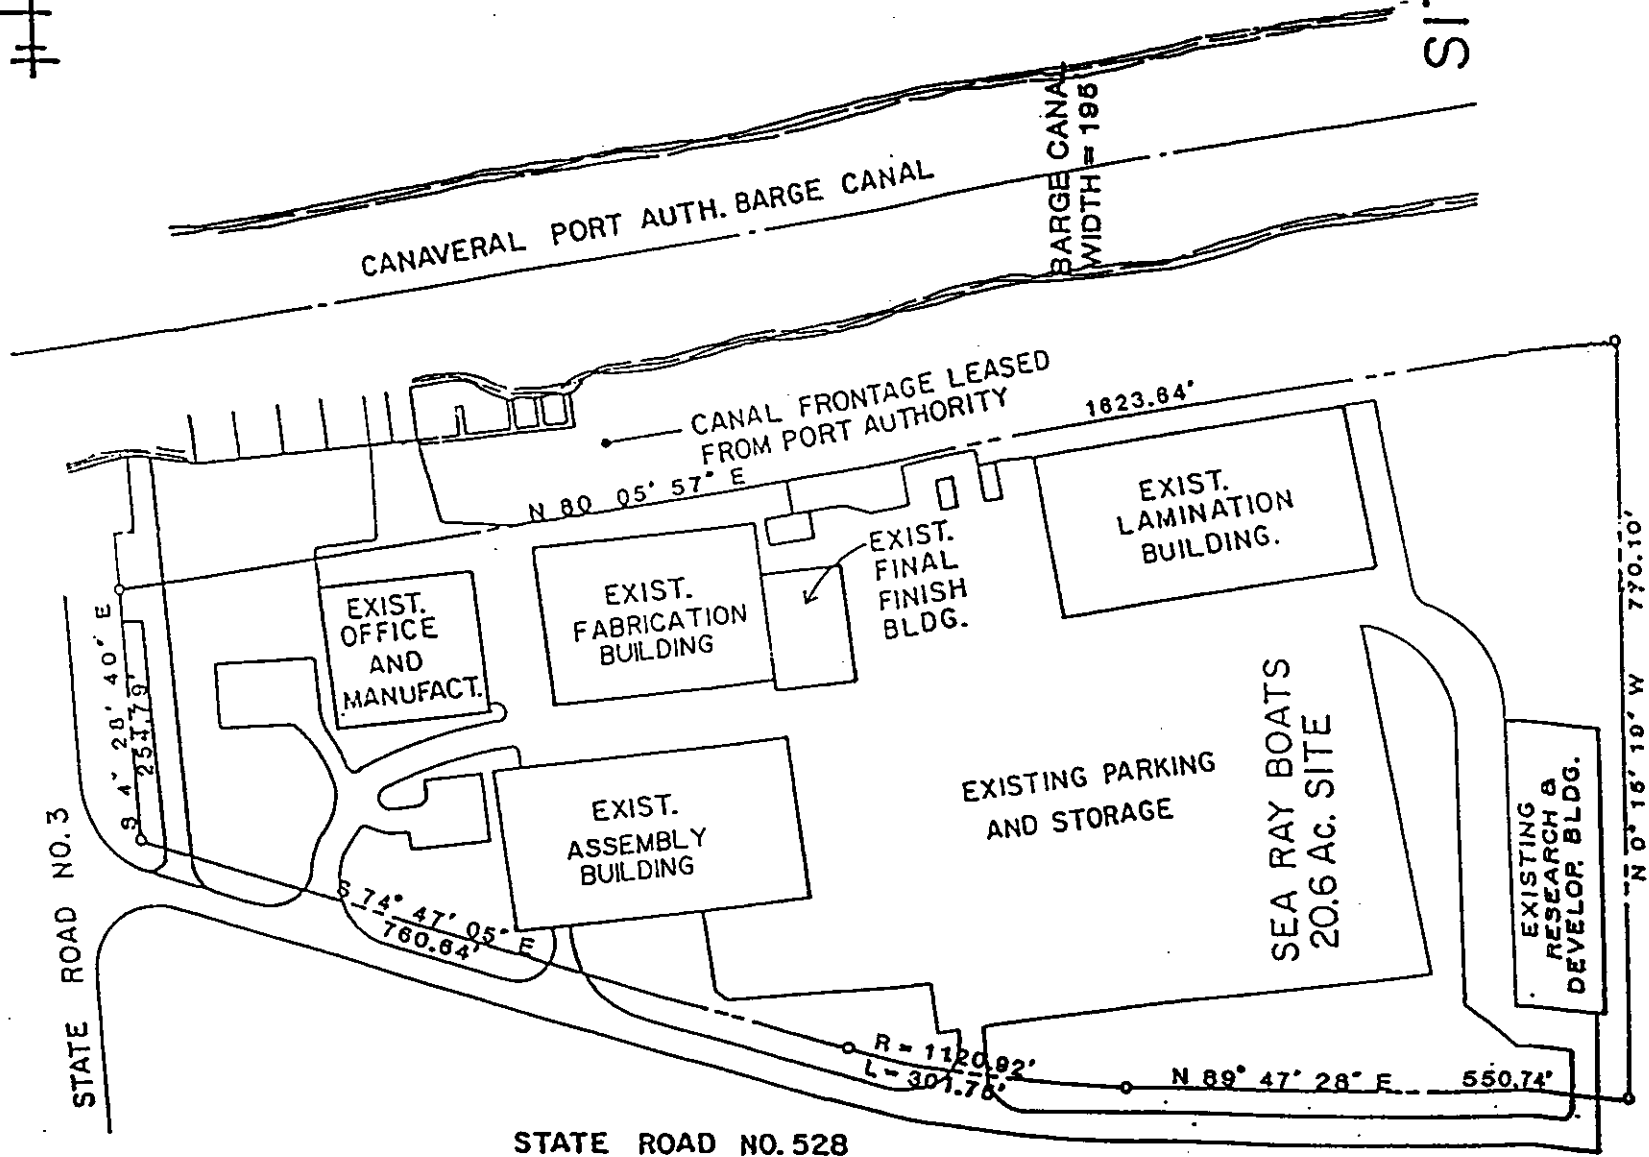 SI
BARGE CANAL
WIDTH = 195
CANAVERAL PORT AUTH. BARGE CANAL
CANAL FRONTAGE LEASED
FROM PORT AUTHORITY
1623.64'
N 80 05' 57" E
EXIST.
LAMINATION
BUILDING.
EXIST.
FINAL
FINISH
BLDG.
EXIST.
FABRICATION
BUILDING
EXIST.
OFFICE
AND
MANUFACT.
S 4° 28' 40" E
254.79'
770.10'
N 0° 15' 10" W
EXISTING PARKING
AND STORAGE
SEA RAY BOATS
20.6 Ac. SITE
EXISTING
RESEARCH &
DEVELOP. BLDG.
EXIST.
ASSEMBLY
BUILDING
STATE ROAD NO. 3
S 74° 47' 05" E
760.64'
R = 1120.92'
L = 301.76'
N 89° 47' 28" E 550.74'
STATE ROAD NO. 528